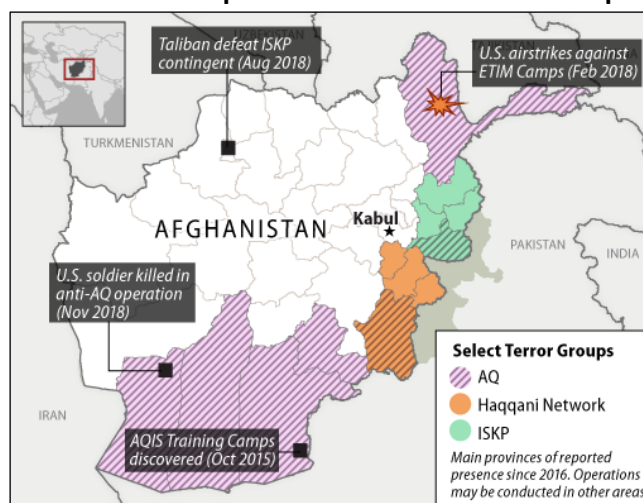 UZBEKISTAN
Taliban defeat ISKP
contingent (Aug 2018)
U.S. airstrikes against
ETIM Camps (Feb 2018)
TURKMENISTAN
Kabul
AFGHANISTAN
PAKISTAN
INDIA
U.S. soldier killed in
anti-AQ operation
(Nov 2018)
IRAN
AQIS Training Camps
discovered (Oct 2015)
Select Terror Groups
AQ
Haqqani Network
ISKP
Main provinces of reported
presence since 2016. Operations
may be conducted in other areas